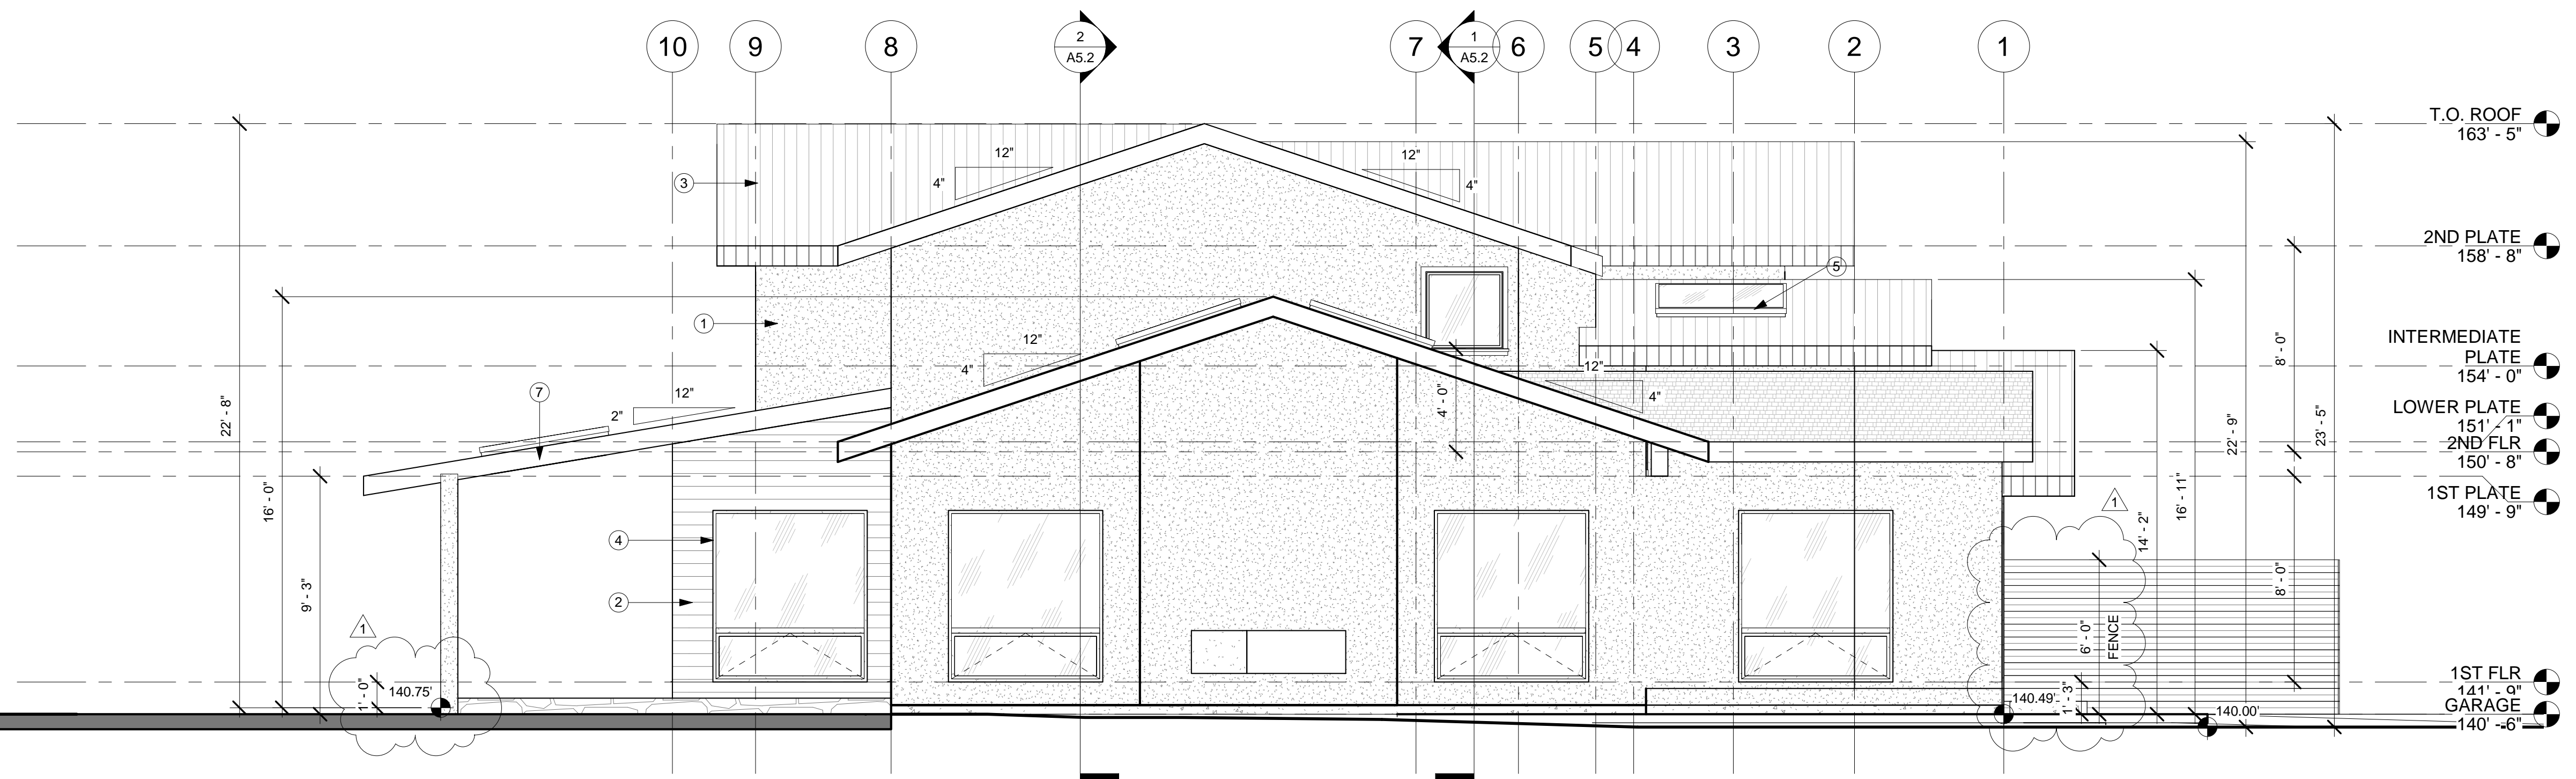 10
9
8
2
A5.2
7
1
A5.2
6
5
4
3
2
1
T.O. ROOF
163' - 5"
12"
4"
12"
4"
3
2ND PLATE
158' - 8"
5
1
22' - 8"
16' - 0"
12"
4"
12"
4"
4' - 0"
8' - 0"
INTERMEDIATE
PLATE
154' - 0"
7
12"
2"
LOWER PLATE
151' - 1"
2ND FLR
150' - 8"
22' - 9"
23' - 5"
1ST PLATE
149' - 9"
16' - 11"
14' - 2"
1
4
9' - 3"
8' - 0"
2
6' - 0"
FENCE
1
1' - 0"
140.75'
1ST FLR
141' - 9"
GARAGE
140' - 6"
140.49'
1' - 3"
140.00'